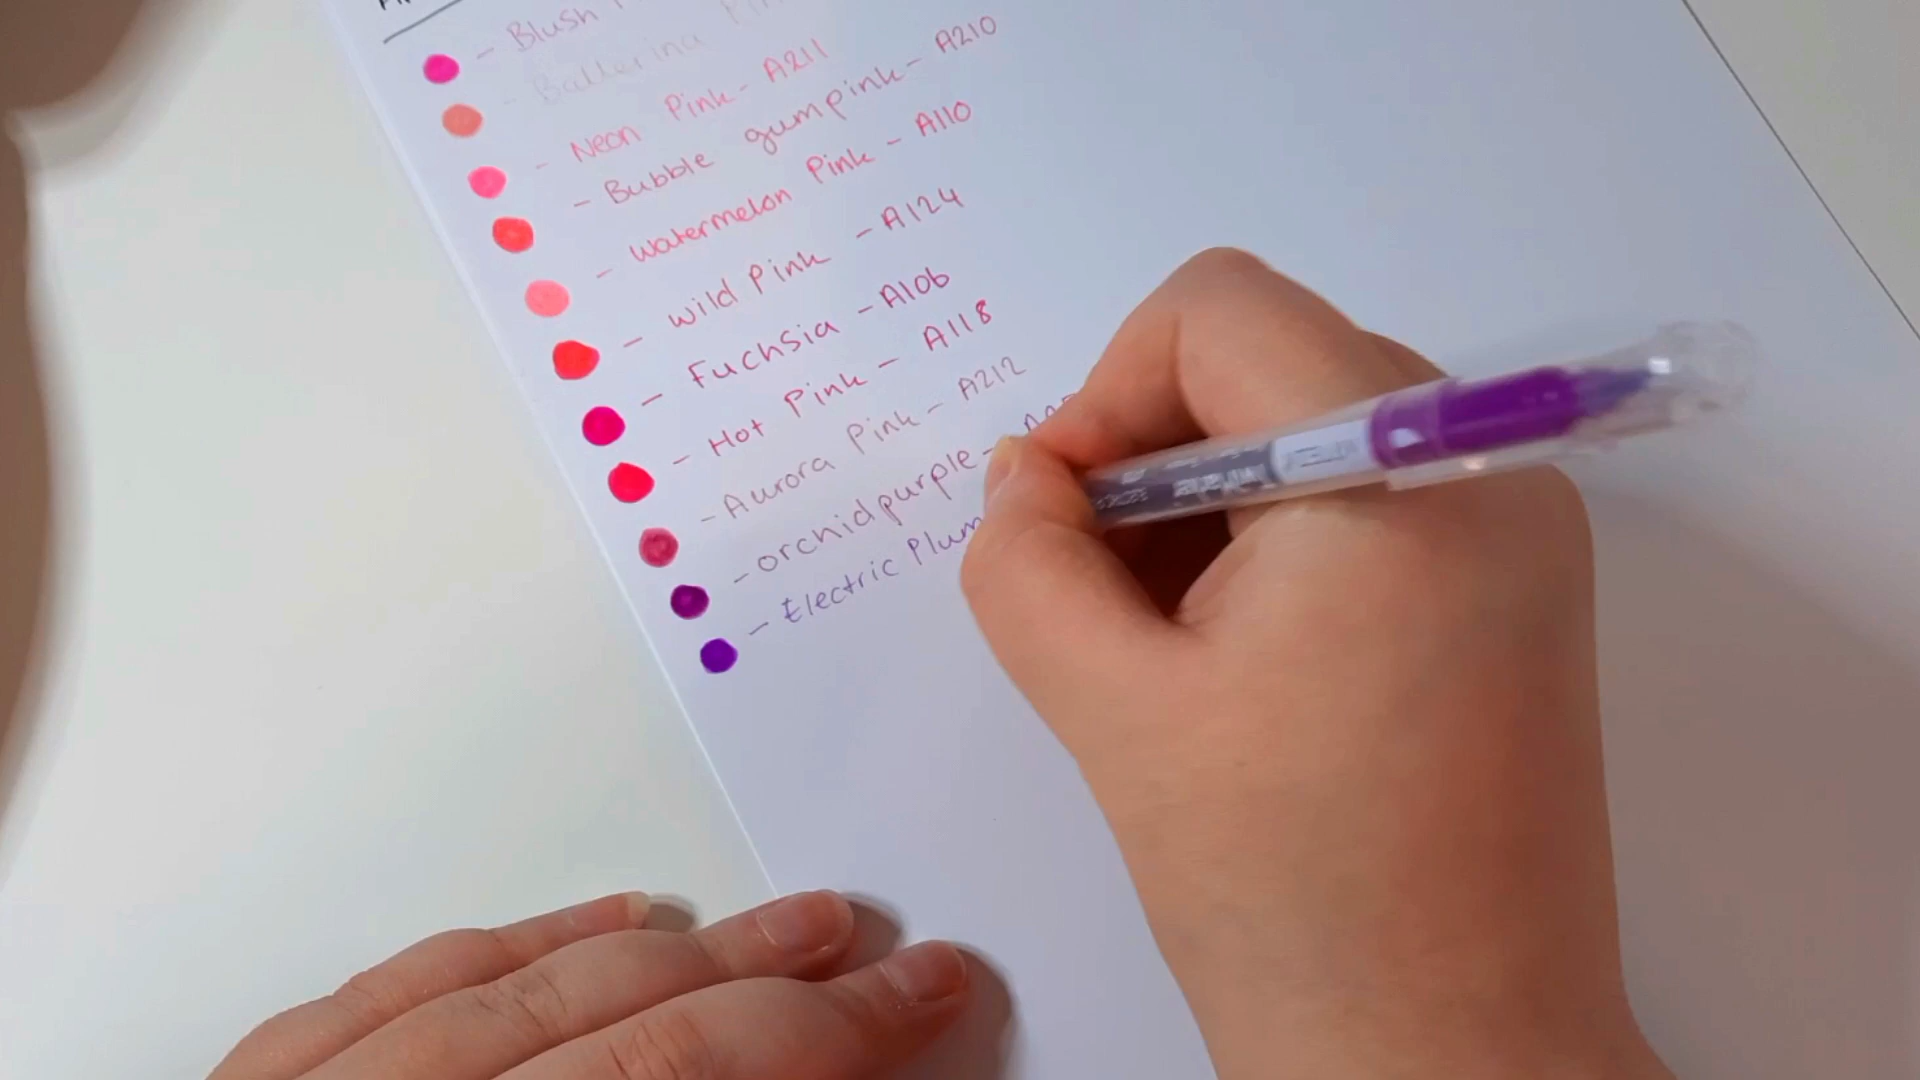 - Blush
- Ballerina
- Neon Pink - A211
- Bubble gumpink - A210
- watermelon Pink - A110
- wild Pink - A124
- Fuchsia - A106
- Hot Pink - A118
- Aurora Pink - A212
- orchidpurple -
- Electric Plum